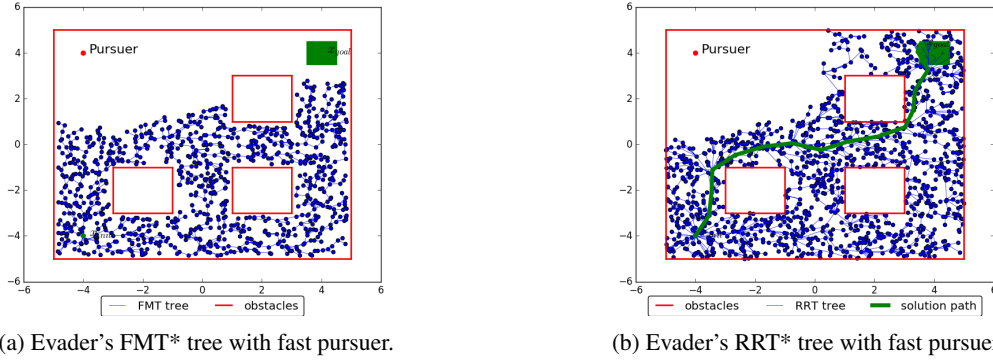 6
4
2
0
−2
−4
−6
−6
−4
−2
0
2
4
6
Pursuer
x_goal
FMT tree
obstacles
(a) Evader's FMT* tree with fast pursuer.
6
4
2
0
−2
−4
−6
−6
−4
−2
0
2
4
6
Pursuer
obstacles
RRT tree
solution path
(b) Evader's RRT* tree with fast pursue